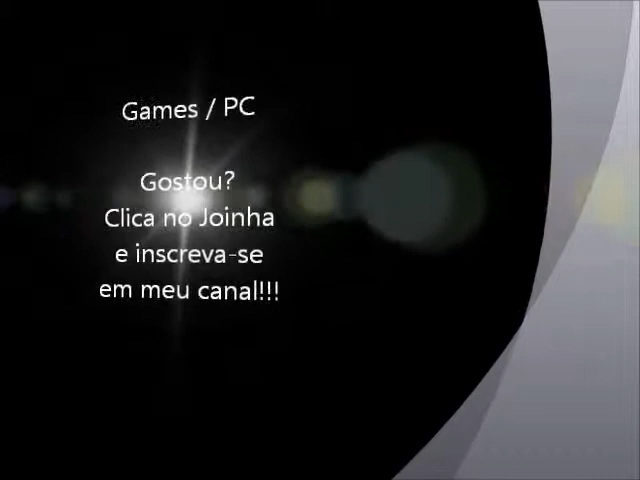 Games / PC
Gostou?
Clica no Joinha
e inscreva-se
em meu canal!!!